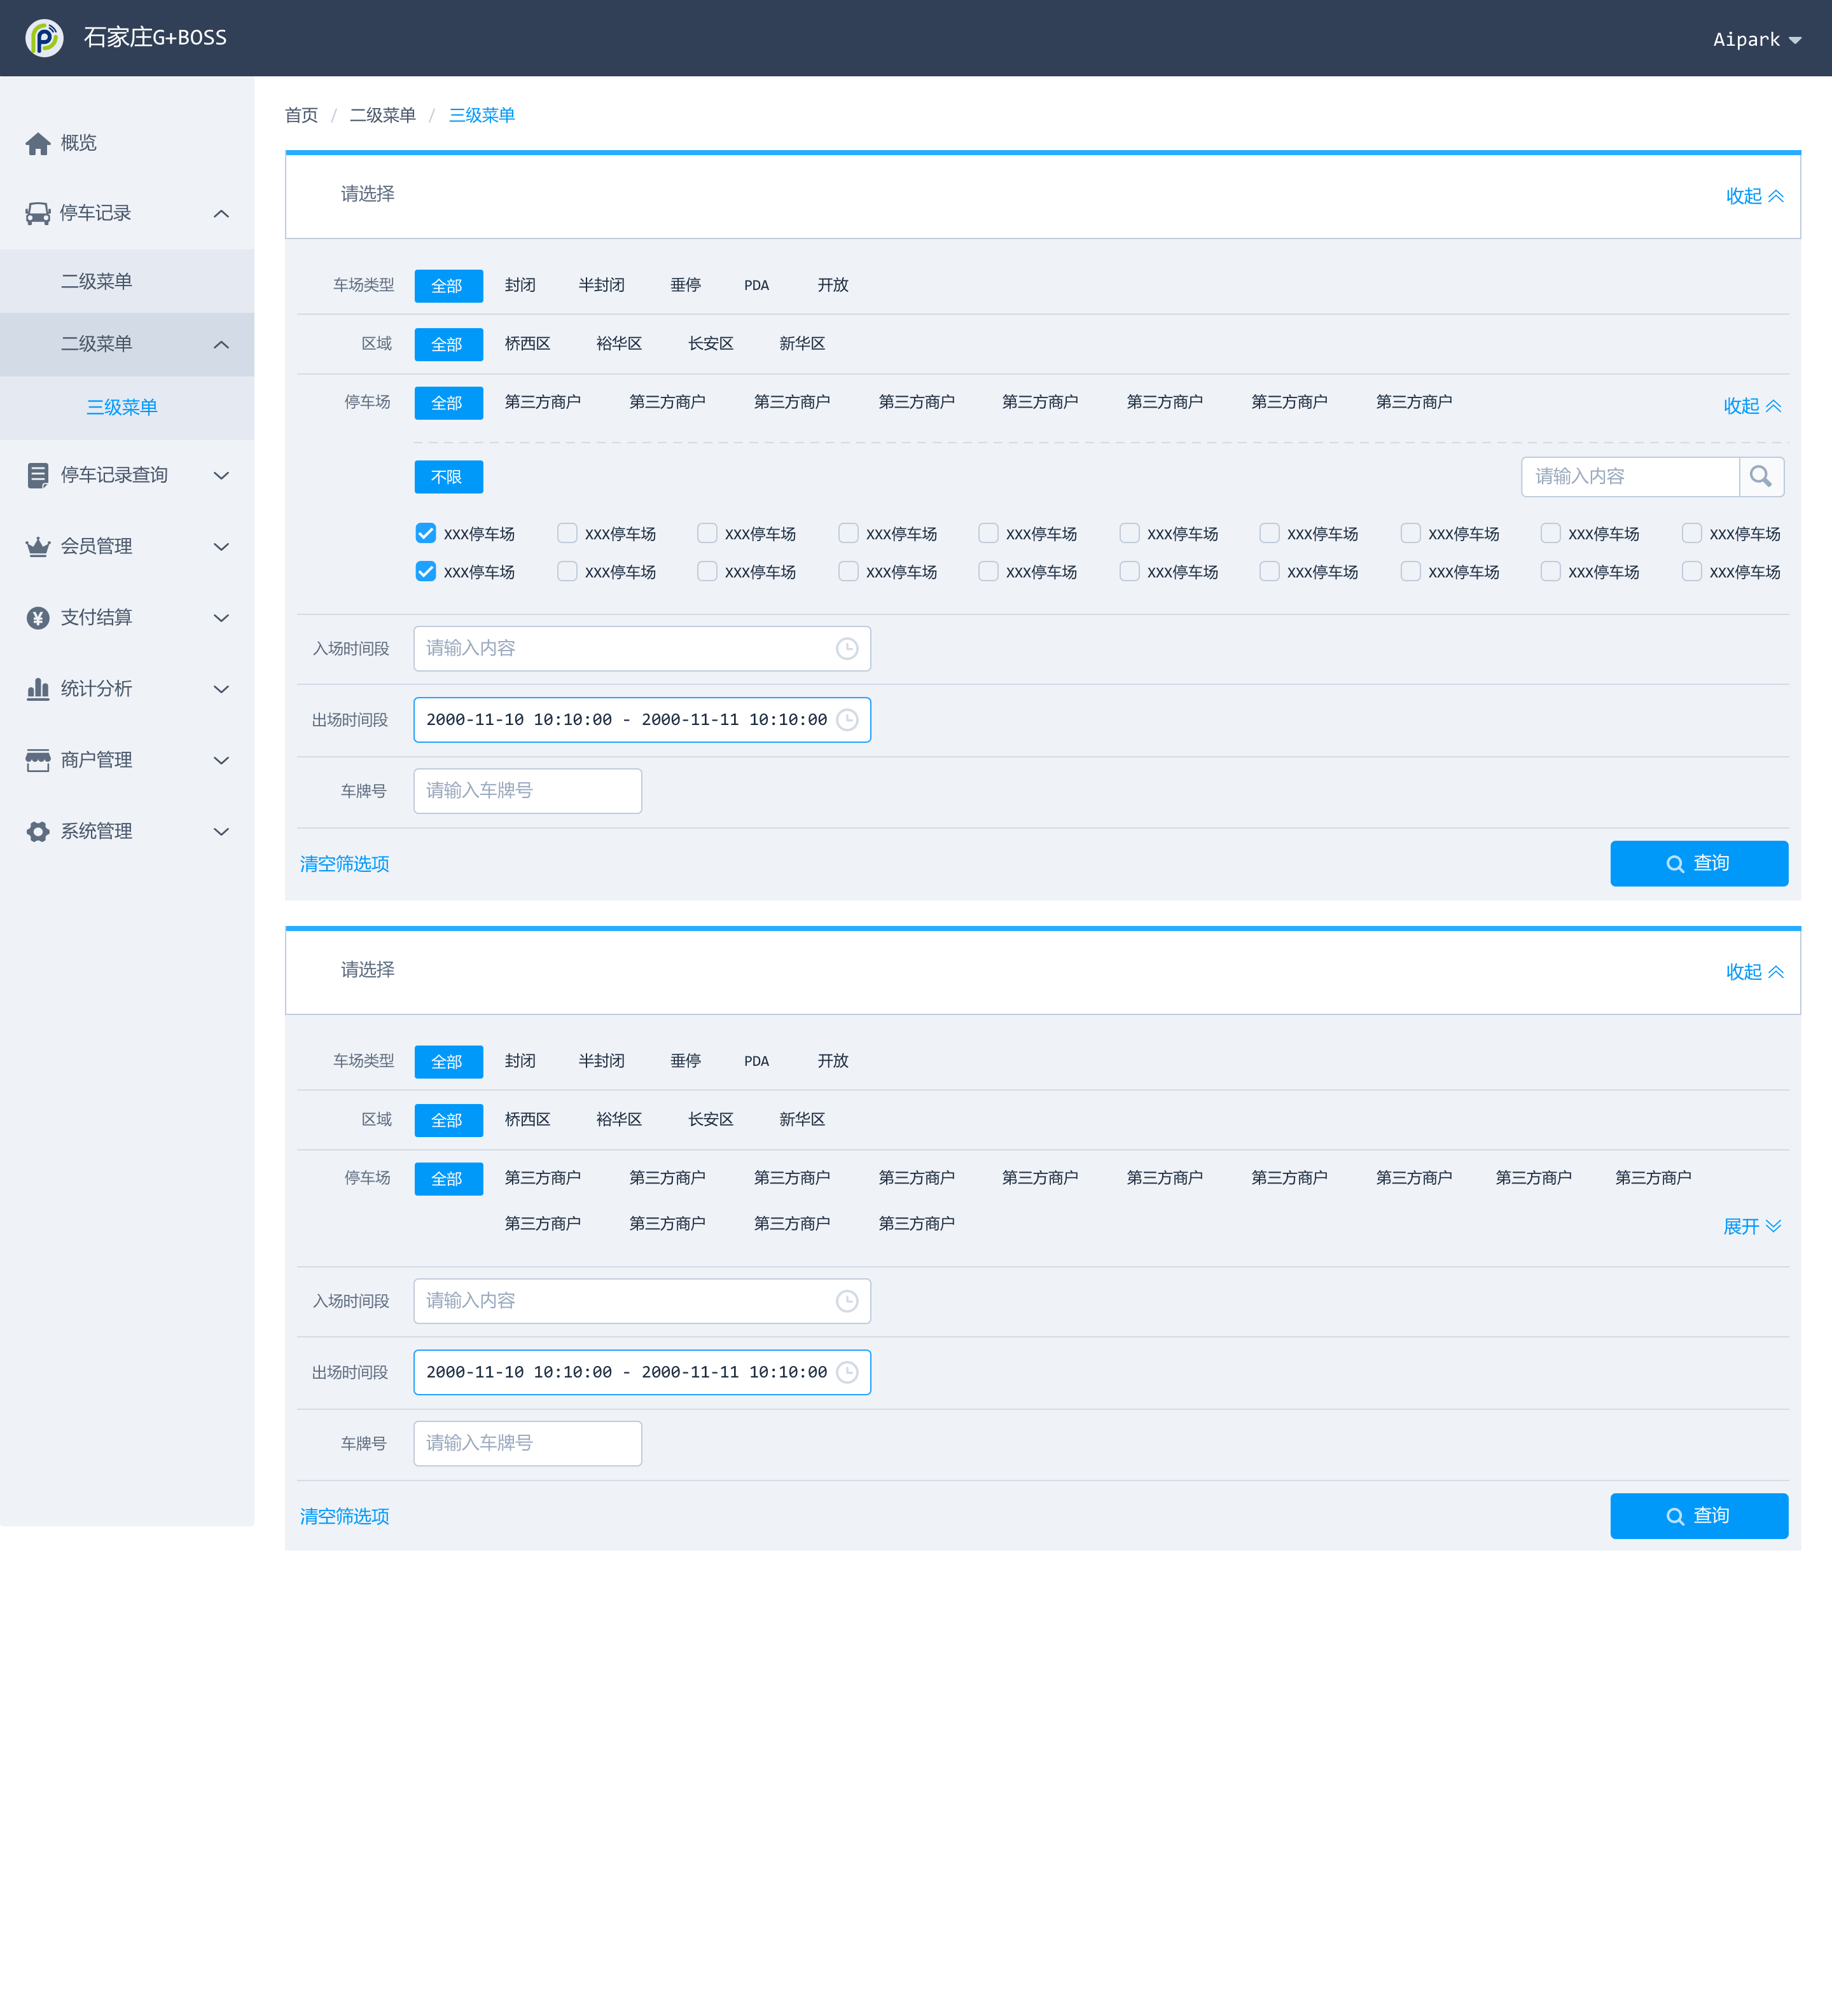 石家庄G+BOSS
Aipark
概览
停车记录
二级菜单
二级菜单
三级菜单
停车记录查询
会员管理
支付结算
统计分析
商户管理
系统管理
首页 / 二级菜单 / 三级菜单
请选择 收起
车场类型 全部 封闭 半封闭 垂停 PDA 开放
区域 全部 桥西区 裕华区 长安区 新华区
停车场 全部 第三方商户 第三方商户 第三方商户 第三方商户 第三方商户 第三方商户 第三方商户 第三方商户 收起
不限 请输入内容
xxx停车场 xxx停车场 xxx停车场 xxx停车场 xxx停车场 xxx停车场 xxx停车场 xxx停车场 xxx停车场 xxx停车场
xxx停车场 xxx停车场 xxx停车场 xxx停车场 xxx停车场 xxx停车场 xxx停车场 xxx停车场 xxx停车场 xxx停车场
入场时间段 请输入内容
出场时间段 2000-11-10 10:10:00 - 2000-11-11 10:10:00
车牌号 请输入车牌号
清空筛选项 查询
请选择 收起
车场类型 全部 封闭 半封闭 垂停 PDA 开放
区域 全部 桥西区 裕华区 长安区 新华区
停车场 全部 第三方商户 第三方商户 第三方商户 第三方商户 第三方商户 第三方商户 第三方商户 第三方商户 第三方商户 第三方商户
第三方商户 第三方商户 第三方商户 第三方商户 展开
入场时间段 请输入内容
出场时间段 2000-11-10 10:10:00 - 2000-11-11 10:10:00
车牌号 请输入车牌号
清空筛选项 查询